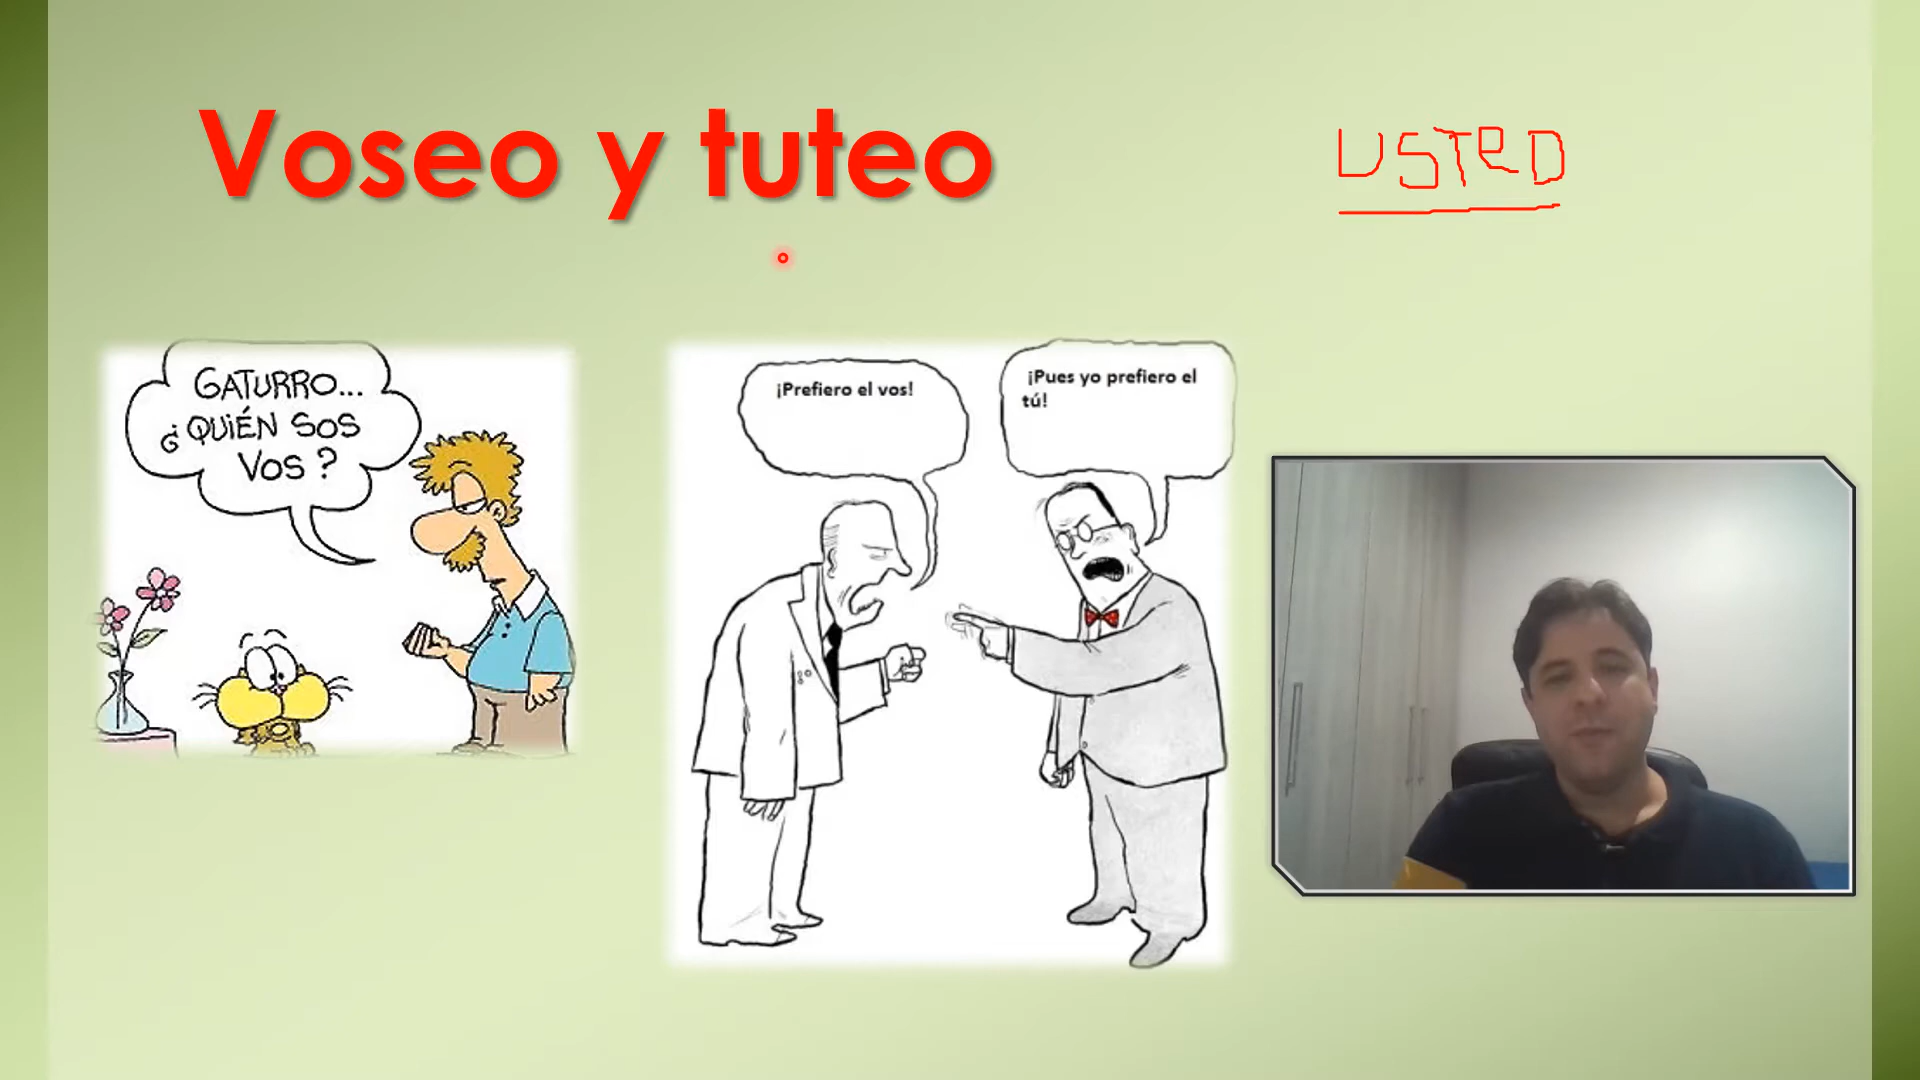 Voseo y tuteo
USTeD
GATURRO...
¿QUIÉN SOS
VOS?
¡Prefiero el vos!
¡Pues yo prefiero el
tú!